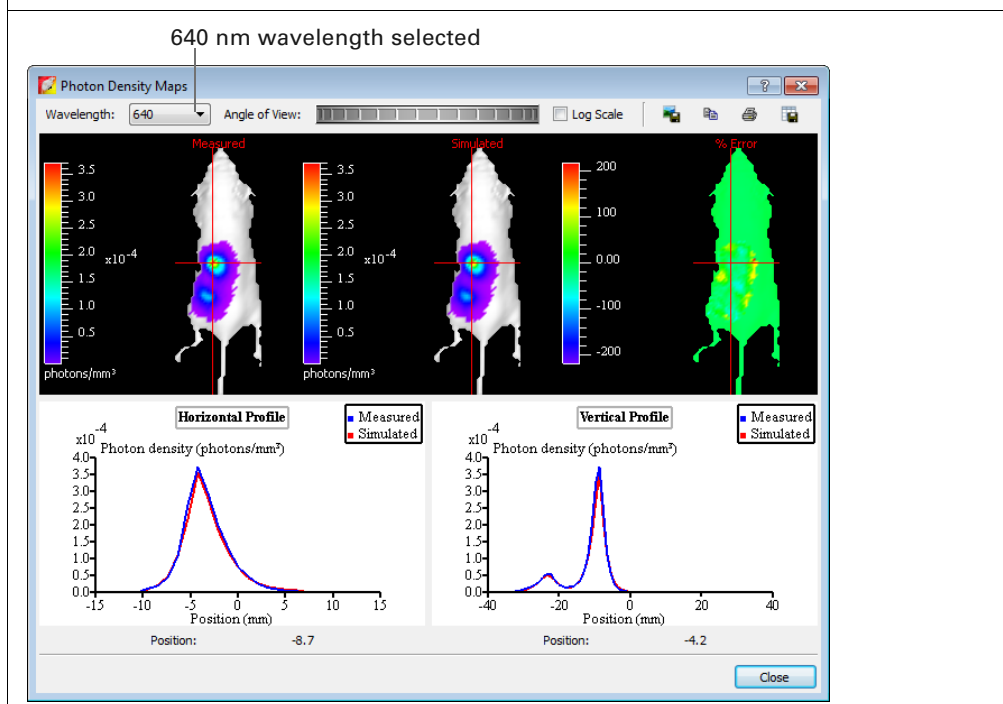 640 nm wavelength selected
Photon Density Maps
Wavelength: 640 Angle of View: Log Scale
Measured Simulated % Error
3.5 3.5 200
3.0 3.0
2.5 2.5 100
2.0 x10-4 2.0 x10-4 0.00
1.5 1.5
1.0 1.0 -100
0.5 0.5 -200
photons/mm³ photons/mm³
Horizontal Profile
Measured
Simulated
x10-4
Photon density (photons/mm²)
4.0
3.5
3.0
2.5
2.0
1.5
1.0
0.5
0.0
-15 -10 -5 0 5 10 15
Position (mm)
Vertical Profile
Measured
Simulated
x10-4
Photon density (photons/mm²)
4.0
3.5
3.0
2.5
2.0
1.5
1.0
0.5
0.0
-40 -20 0 20 40
Position (mm)
Position: -8.7 Position: -4.2
Close